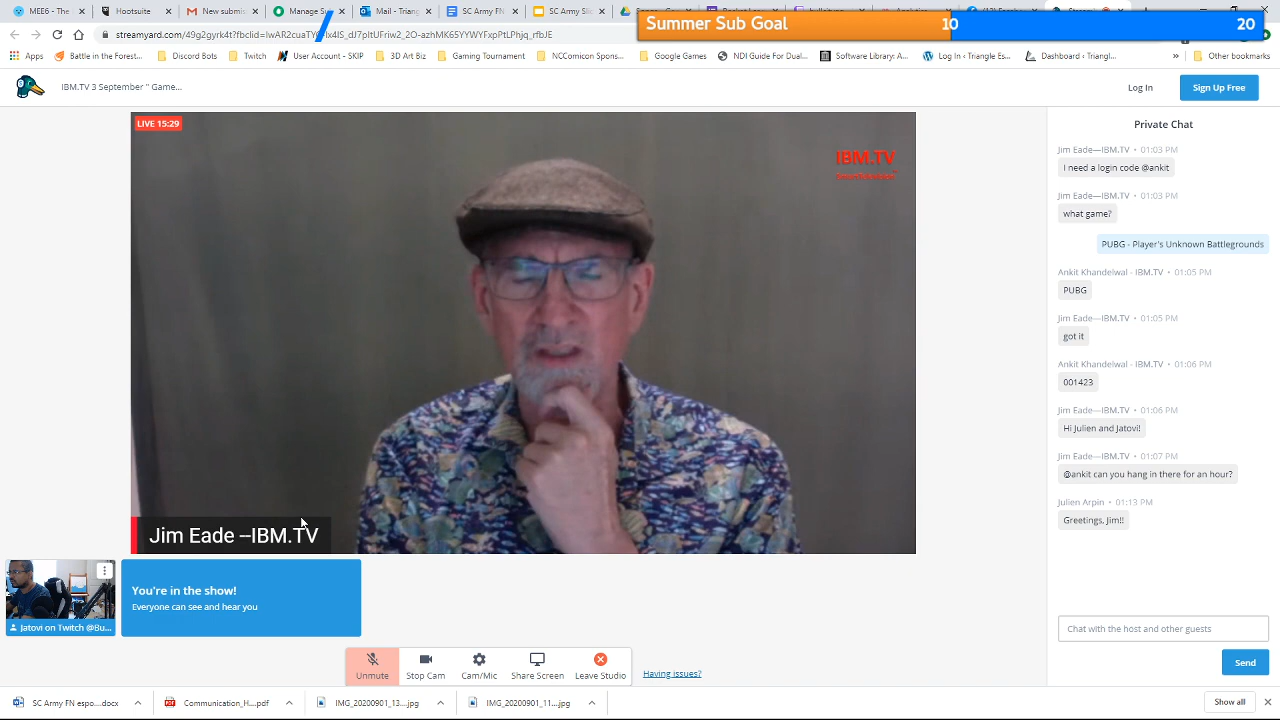 MEE6 - The
Hootsuite
New submi
Manage S
Mail - Triang
SC Army FN
SC Army Sli
Summer Sub Goal 10 20
Apps
Battle in the interest...
Discord Bots
Twitch
User Account - SKIP
3D Art Biz
NCComicon Spons...
Google Games
NDI Guide For Dual...
Software Library: A...
Log In ‹ Triangle Es...
Dashboard ‹ Triangl...
»
Other bookmarks
IBM.TV 3 September " Game...
Log In
Sign Up Free
LIVE 15:29
IBM.TV
Jim Eade --IBM.TV
Private Chat
Jim Eade—IBM.TV • 01:03 PM
I need a login code @ankit
Jim Eade—IBM.TV • 01:03 PM
what game?
PUBG - Player's Unknown Battlegrounds
Ankit Khandelwal - IBM.TV • 01:05 PM
PUBG
Jim Eade—IBM.TV • 01:05 PM
got it
Ankit Khandelwal - IBM.TV • 01:06 PM
001423
Jim Eade—IBM.TV • 01:06 PM
Hi Julien and Jatovi!
Jim Eade—IBM.TV • 01:07 PM
@ankit can you hang in there for an hour?
Julien Arpin • 01:13 PM
Greetings, Jim!!
Jatovi on Twitch @Bu...
You're in the show!
Everyone can see and hear you
Chat with the host and other guests
Send
Unmute
Stop Cam
Cam/Mic
Share Screen
Leave Studio
Having issues?
SC Army FN espo....docx
Communication_H....pdf
IMG_20200901_13....jpg
IMG_20200901_11....jpg
Show all